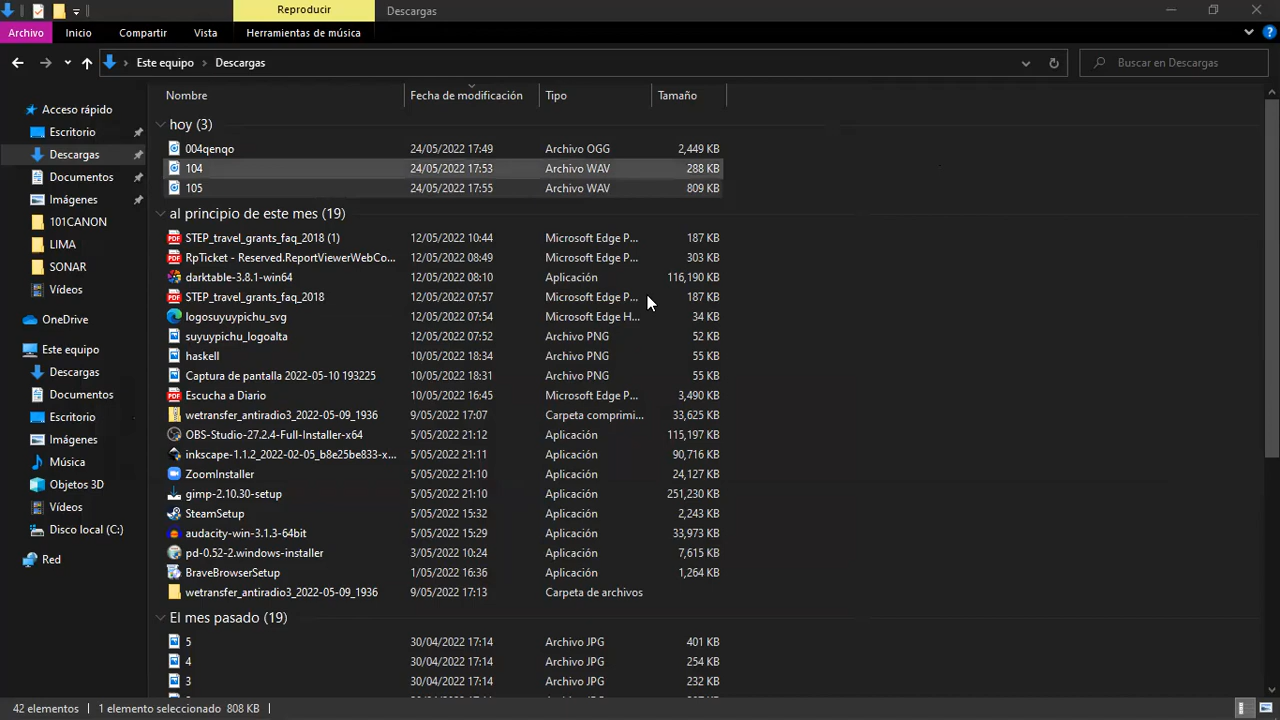 Reproducir Descargas
Archivo Inicio Compartir Vista Herramientas de música
Este equipo Descargas Buscar en Descargas
Acceso rápido
Escritorio
Descargas
Documentos
Imágenes
101CANON
LIMA
SONAR
Vídeos
OneDrive
Este equipo
Descargas
Documentos
Escritorio
Imágenes
Música
Objetos 3D
Vídeos
Disco local (C:)
Red
Nombre Fecha de modificación Tipo Tamaño
hoy (3)
004qenqo 24/05/2022 17:49 Archivo OGG 2,449 KB
104 24/05/2022 17:53 Archivo WAV 288 KB
105 24/05/2022 17:55 Archivo WAV 809 KB
al principio de este mes (19)
STEP_travel_grants_faq_2018 (1) 12/05/2022 10:44 Microsoft Edge P... 187 KB
RpTicket - Reserved.ReportViewerWebCo... 12/05/2022 08:49 Microsoft Edge P... 303 KB
darktable-3.8.1-win64 12/05/2022 08:10 Aplicación 116,190 KB
STEP_travel_grants_faq_2018 12/05/2022 07:57 Microsoft Edge P... 187 KB
logosuyuypichu_svg 12/05/2022 07:54 Microsoft Edge H... 34 KB
suyuypichu_logoalta 12/05/2022 07:52 Archivo PNG 52 KB
haskell 10/05/2022 18:34 Archivo PNG 55 KB
Captura de pantalla 2022-05-10 193225 10/05/2022 18:31 Archivo PNG 55 KB
Escucha a Diario 10/05/2022 16:45 Microsoft Edge P... 3,490 KB
wetransfer_antiradio3_2022-05-09_1936 9/05/2022 17:07 Carpeta comprimi... 33,625 KB
OBS-Studio-27.2.4-Full-Installer-x64 5/05/2022 21:12 Aplicación 115,197 KB
inkscape-1.1.2_2022-02-05_b8e25be833-x... 5/05/2022 21:11 Aplicación 90,716 KB
ZoomInstaller 5/05/2022 21:10 Aplicación 24,127 KB
gimp-2.10.30-setup 5/05/2022 21:10 Aplicación 251,230 KB
SteamSetup 5/05/2022 15:32 Aplicación 2,243 KB
audacity-win-3.1.3-64bit 5/05/2022 15:29 Aplicación 33,973 KB
pd-0.52-2.windows-installer 3/05/2022 10:24 Aplicación 7,615 KB
BraveBrowserSetup 1/05/2022 16:36 Aplicación 1,264 KB
wetransfer_antiradio3_2022-05-09_1936 9/05/2022 17:13 Carpeta de archivos
El mes pasado (19)
5 30/04/2022 17:14 Archivo JPG 401 KB
4 30/04/2022 17:14 Archivo JPG 254 KB
3 30/04/2022 17:14 Archivo JPG 232 KB
42 elementos 1 elemento seleccionado 808 KB